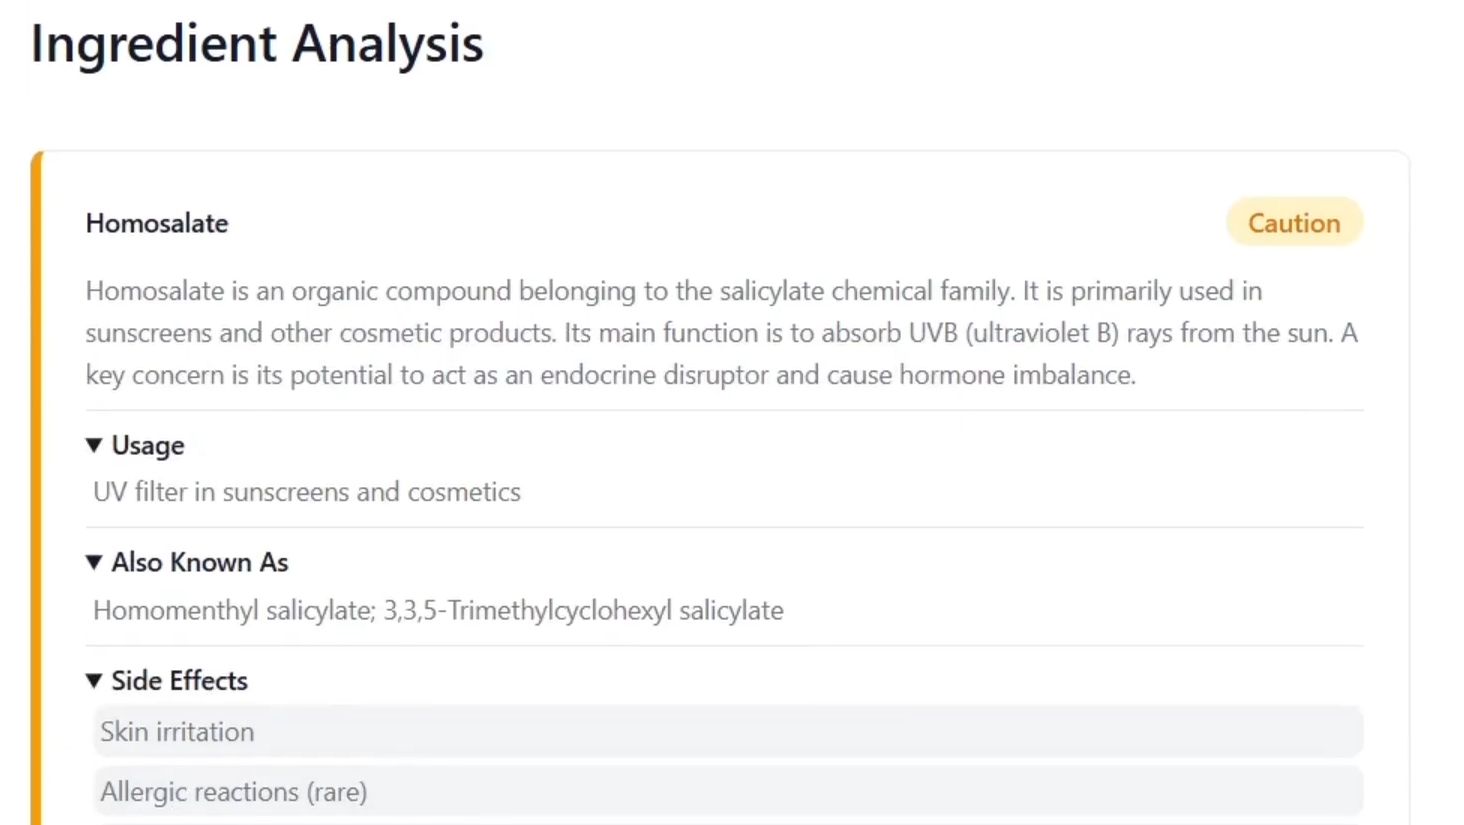 Ingredient Analysis
Homosalate
Caution
Homosalate is an organic compound belonging to the salicylate chemical family. It is primarily used in
sunscreens and other cosmetic products. Its main function is to absorb UVB (ultraviolet B) rays from the sun. A
key concern is its potential to act as an endocrine disruptor and cause hormone imbalance.
▼ Usage
UV filter in sunscreens and cosmetics
▼ Also Known As
Homomenthyl salicylate; 3,3,5-Trimethylcyclohexyl salicylate
▼ Side Effects
Skin irritation
Allergic reactions (rare)